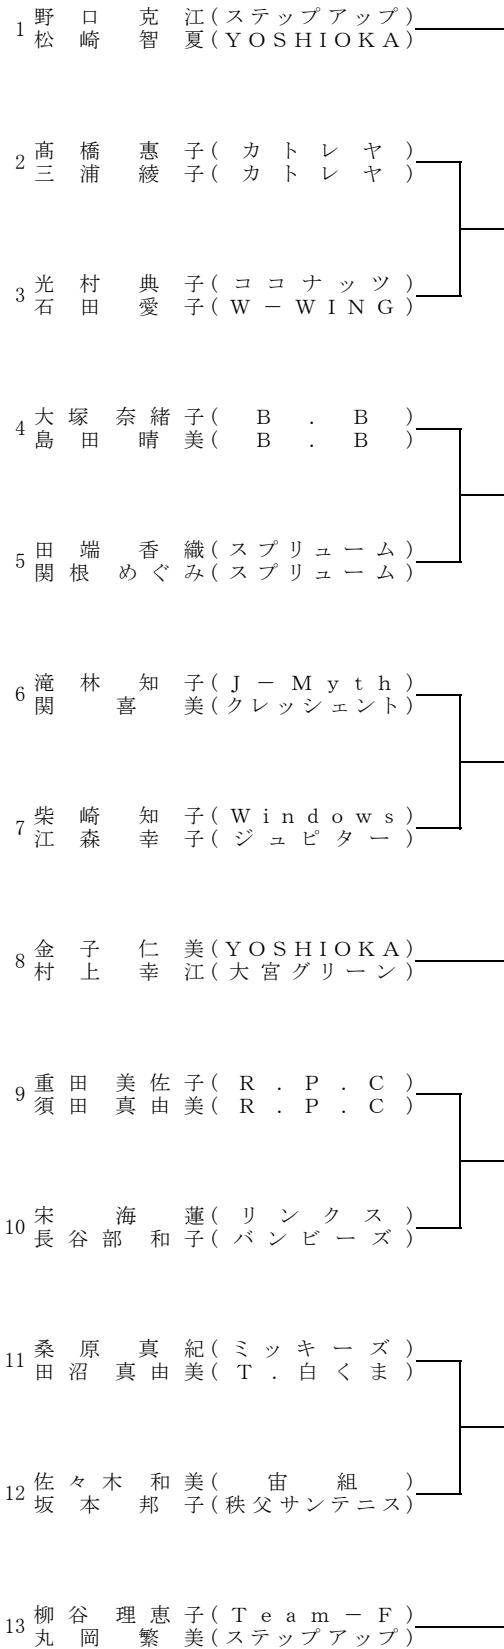 1 野口 克江(ステップアップ)
松崎 智夏(YOSHIOKA)
2 髙橋 惠子(カトレヤ)
三浦 綾子(カトレヤ)
3 光村 典子(ココナッツ)
石田 愛子(W－WING)
4 大塚 奈緒子(B.B)
島田 晴美(B.B)
5 田端 香織(スプリューム)
関根 めぐみ(スプリューム)
6 滝林 知子(J－Myth)
関 喜美(クレッシェント)
7 柴崎 知子(Windows)
江森 幸子(ジュピター)
8 金子 仁美(YOSHIOKA)
村上 幸江(大宮グリーン)
9 重田 美佐子(R.P.C)
須田 真由美(R.P.C)
10 宋 海蓮(リンクス)
長谷部 和子(バンビーズ)
11 桑原 真紀(ミッキーズ)
田沼 真由美(T.白くま)
12 佐々木 和美(宙組)
坂本 邦子(秩父サンテニス)
13 柳谷 理恵子(Team－F)
丸岡 繁美(ステップアップ)